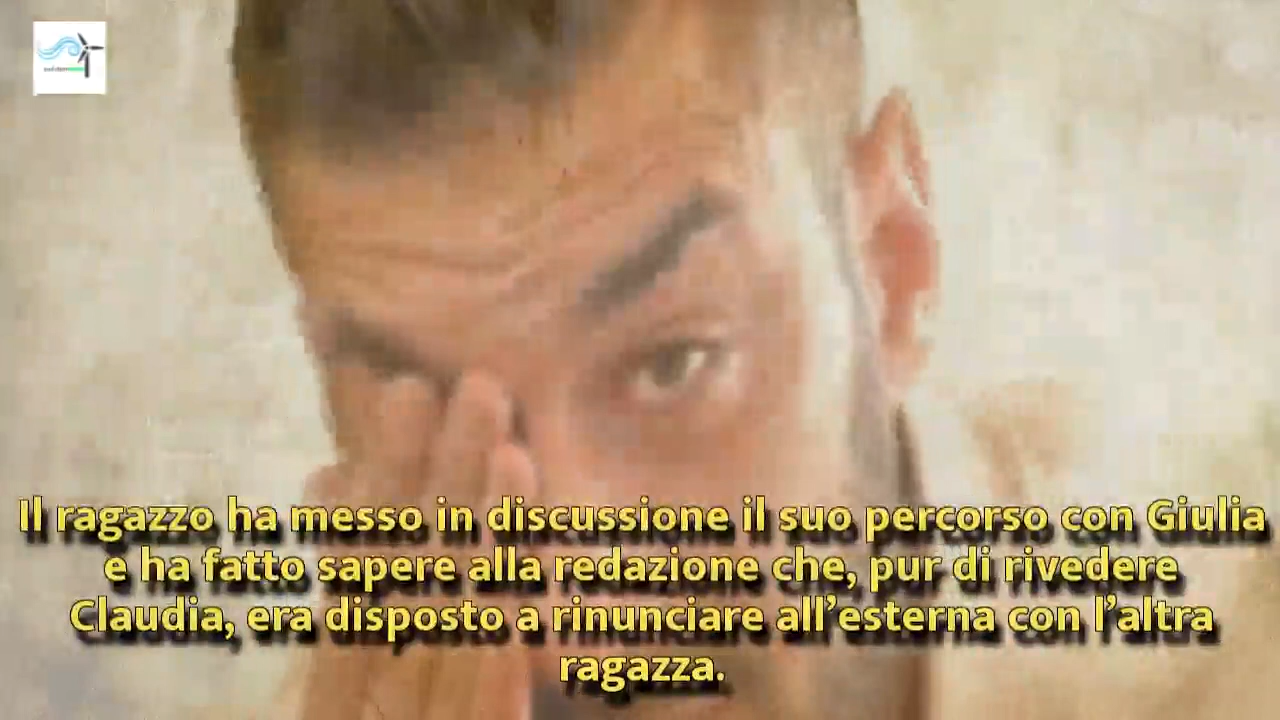 Il ragazzo ha messo in discussione il suo percorso con Giulia
e ha fatto sapere alla redazione che, pur di rivedere
Claudia, era disposto a rinunciare all’esterna con l’altra
ragazza.